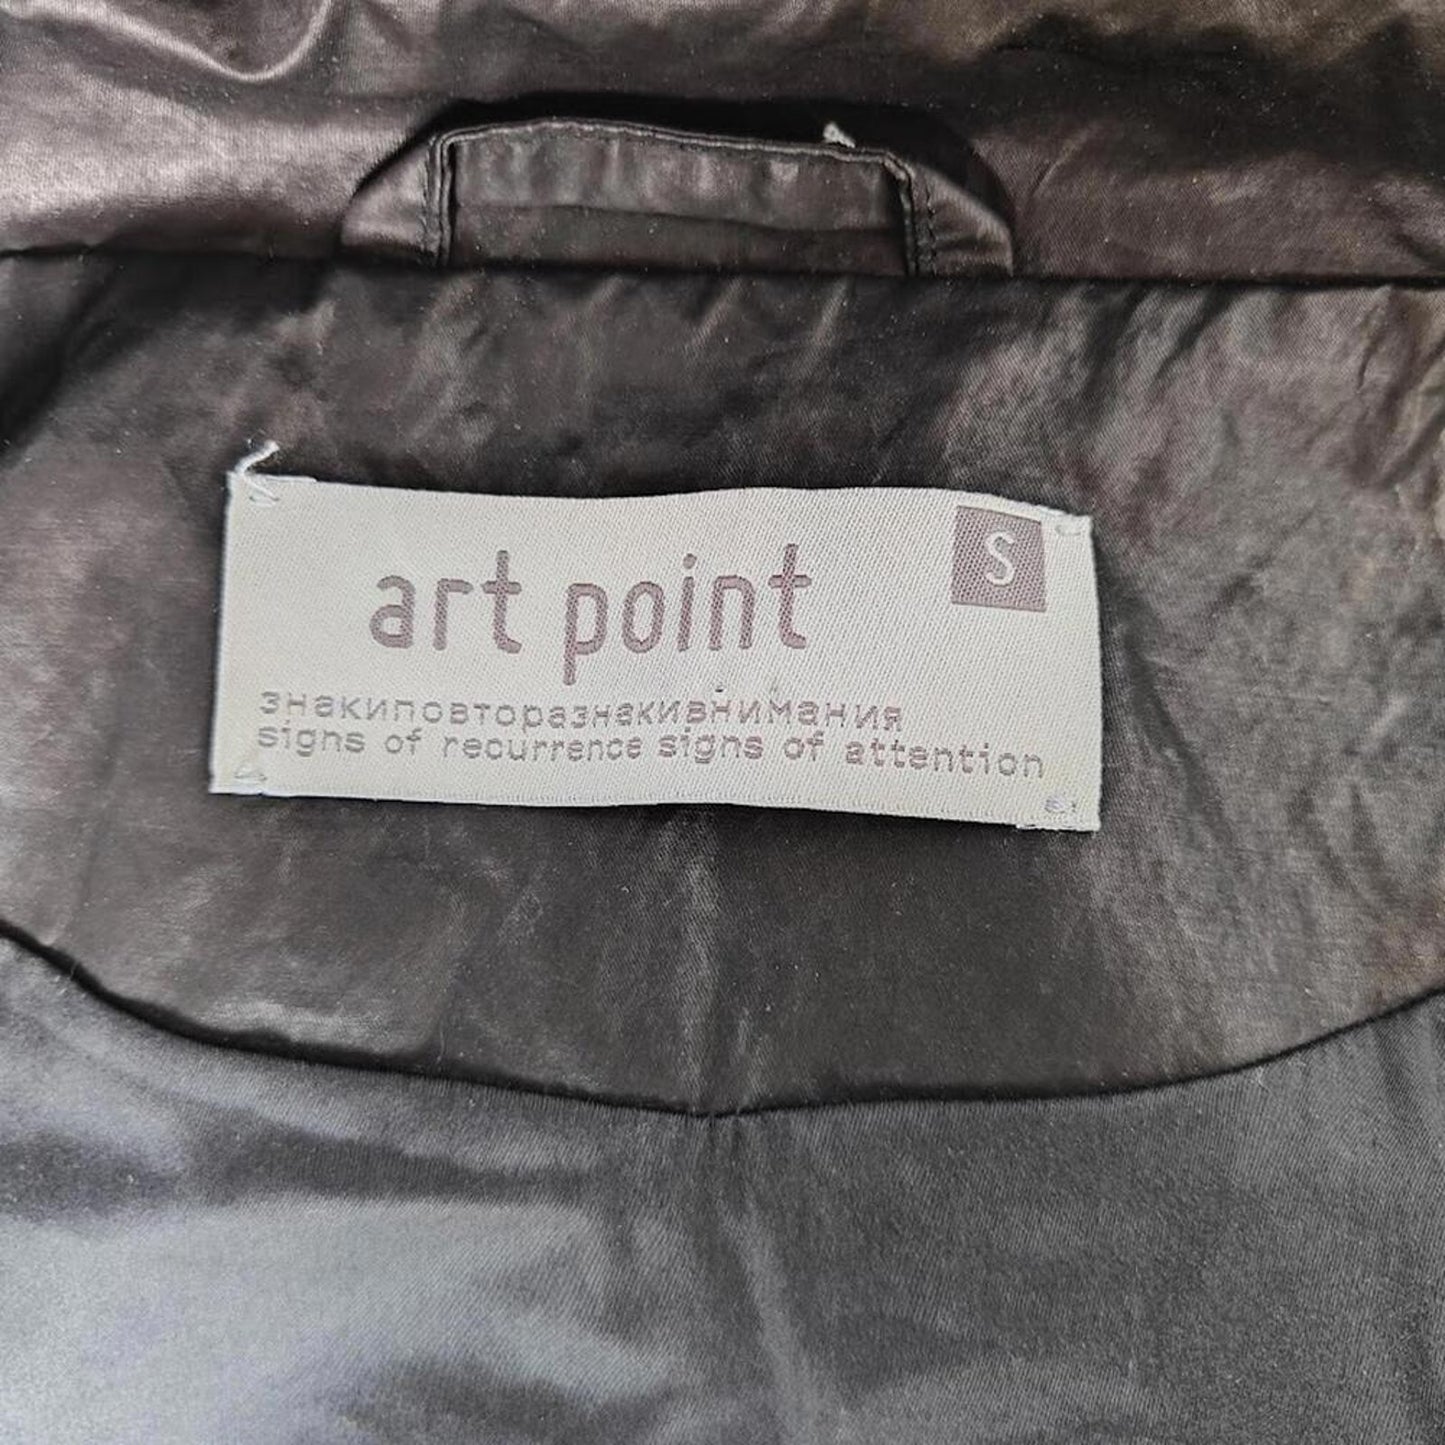 art point
S
знакиповторазнакивнимания
signs of recurrence signs of attention